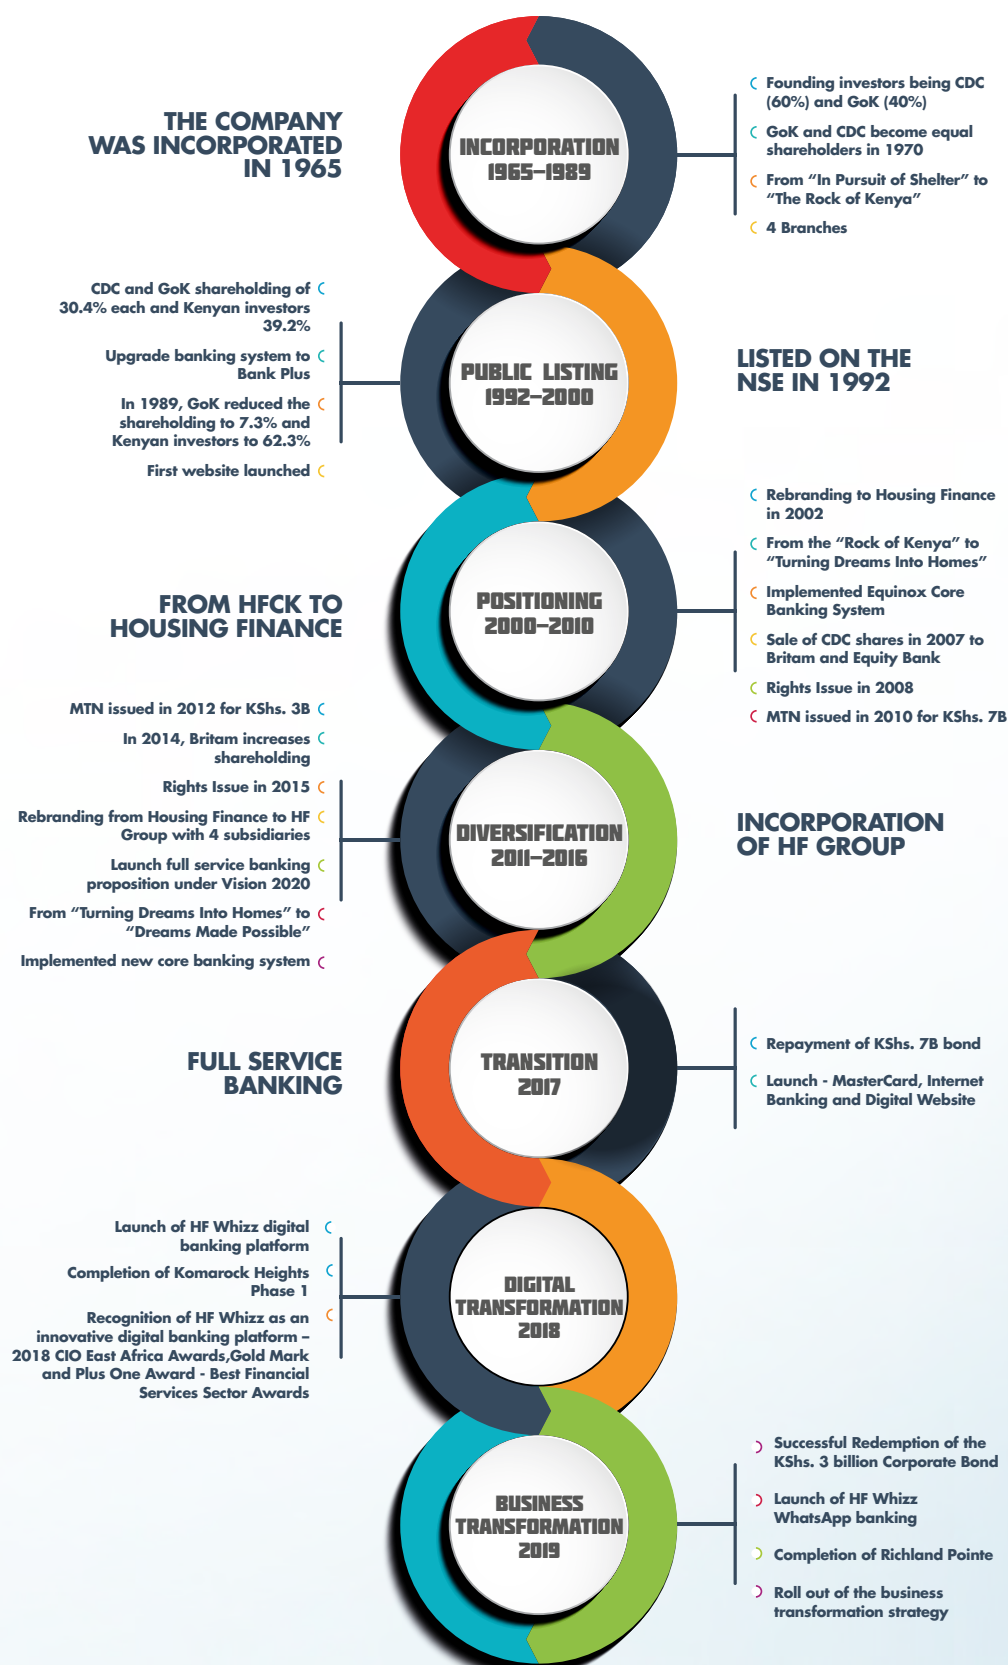 THE COMPANY
WAS INCORPORATED
IN 1965
INCORPORATION
1965–1989
Founding investors being CDC
(60%) and GoK (40%)
GoK and CDC become equal
shareholders in 1970
From “In Pursuit of Shelter” to
“The Rock of Kenya”
4 Branches
CDC and GoK shareholding of
30.4% each and Kenyan investors
39.2%
Upgrade banking system to
Bank Plus
In 1989, GoK reduced the
shareholding to 7.3% and
Kenyan investors to 62.3%
First website launched
PUBLIC LISTING
1992–2000
LISTED ON THE
NSE IN 1992
FROM HFCK TO
HOUSING FINANCE
POSITIONING
2000–2010
Rebranding to Housing Finance
in 2002
From the “Rock of Kenya” to
“Turning Dreams Into Homes”
Implemented Equinox Core
Banking System
Sale of CDC shares in 2007 to
Britam and Equity Bank
Rights Issue in 2008
MTN issued in 2010 for KShs. 7B
MTN issued in 2012 for KShs. 3B
In 2014, Britam increases
shareholding
Rights Issue in 2015
Rebranding from Housing Finance to HF
Group with 4 subsidiaries
Launch full service banking
proposition under Vision 2020
From “Turning Dreams Into Homes” to
“Dreams Made Possible”
Implemented new core banking system
DIVERSIFICATION
2011–2016
INCORPORATION
OF HF GROUP
FULL SERVICE
BANKING
TRANSITION
2017
Repayment of KShs. 7B bond
Launch - MasterCard, Internet
Banking and Digital Website
Launch of HF Whizz digital
banking platform
Completion of Komarock Heights
Phase 1
Recognition of HF Whizz as an
innovative digital banking platform –
2018 CIO East Africa Awards,Gold Mark
and Plus One Award - Best Financial
Services Sector Awards
DIGITAL
TRANSFORMATION
2018
BUSINESS
TRANSFORMATION
2019
Successful Redemption of the
KShs. 3 billion Corporate Bond
Launch of HF Whizz
WhatsApp banking
Completion of Richland Pointe
Roll out of the business
transformation strategy